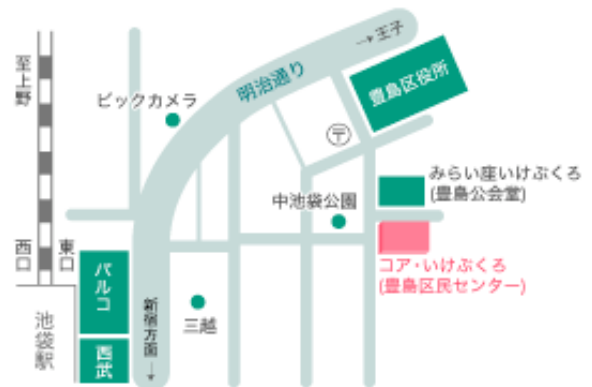 →王子
至上野
明治通り
豊島区役所
ビックカメラ
〒
みらい座いけぶくろ
(豊島公会堂)
中池袋公園
西口
東口
パルコ
コア・いけぶくろ
(豊島区民センター)
新宿方面→
三越
池袋駅
西武